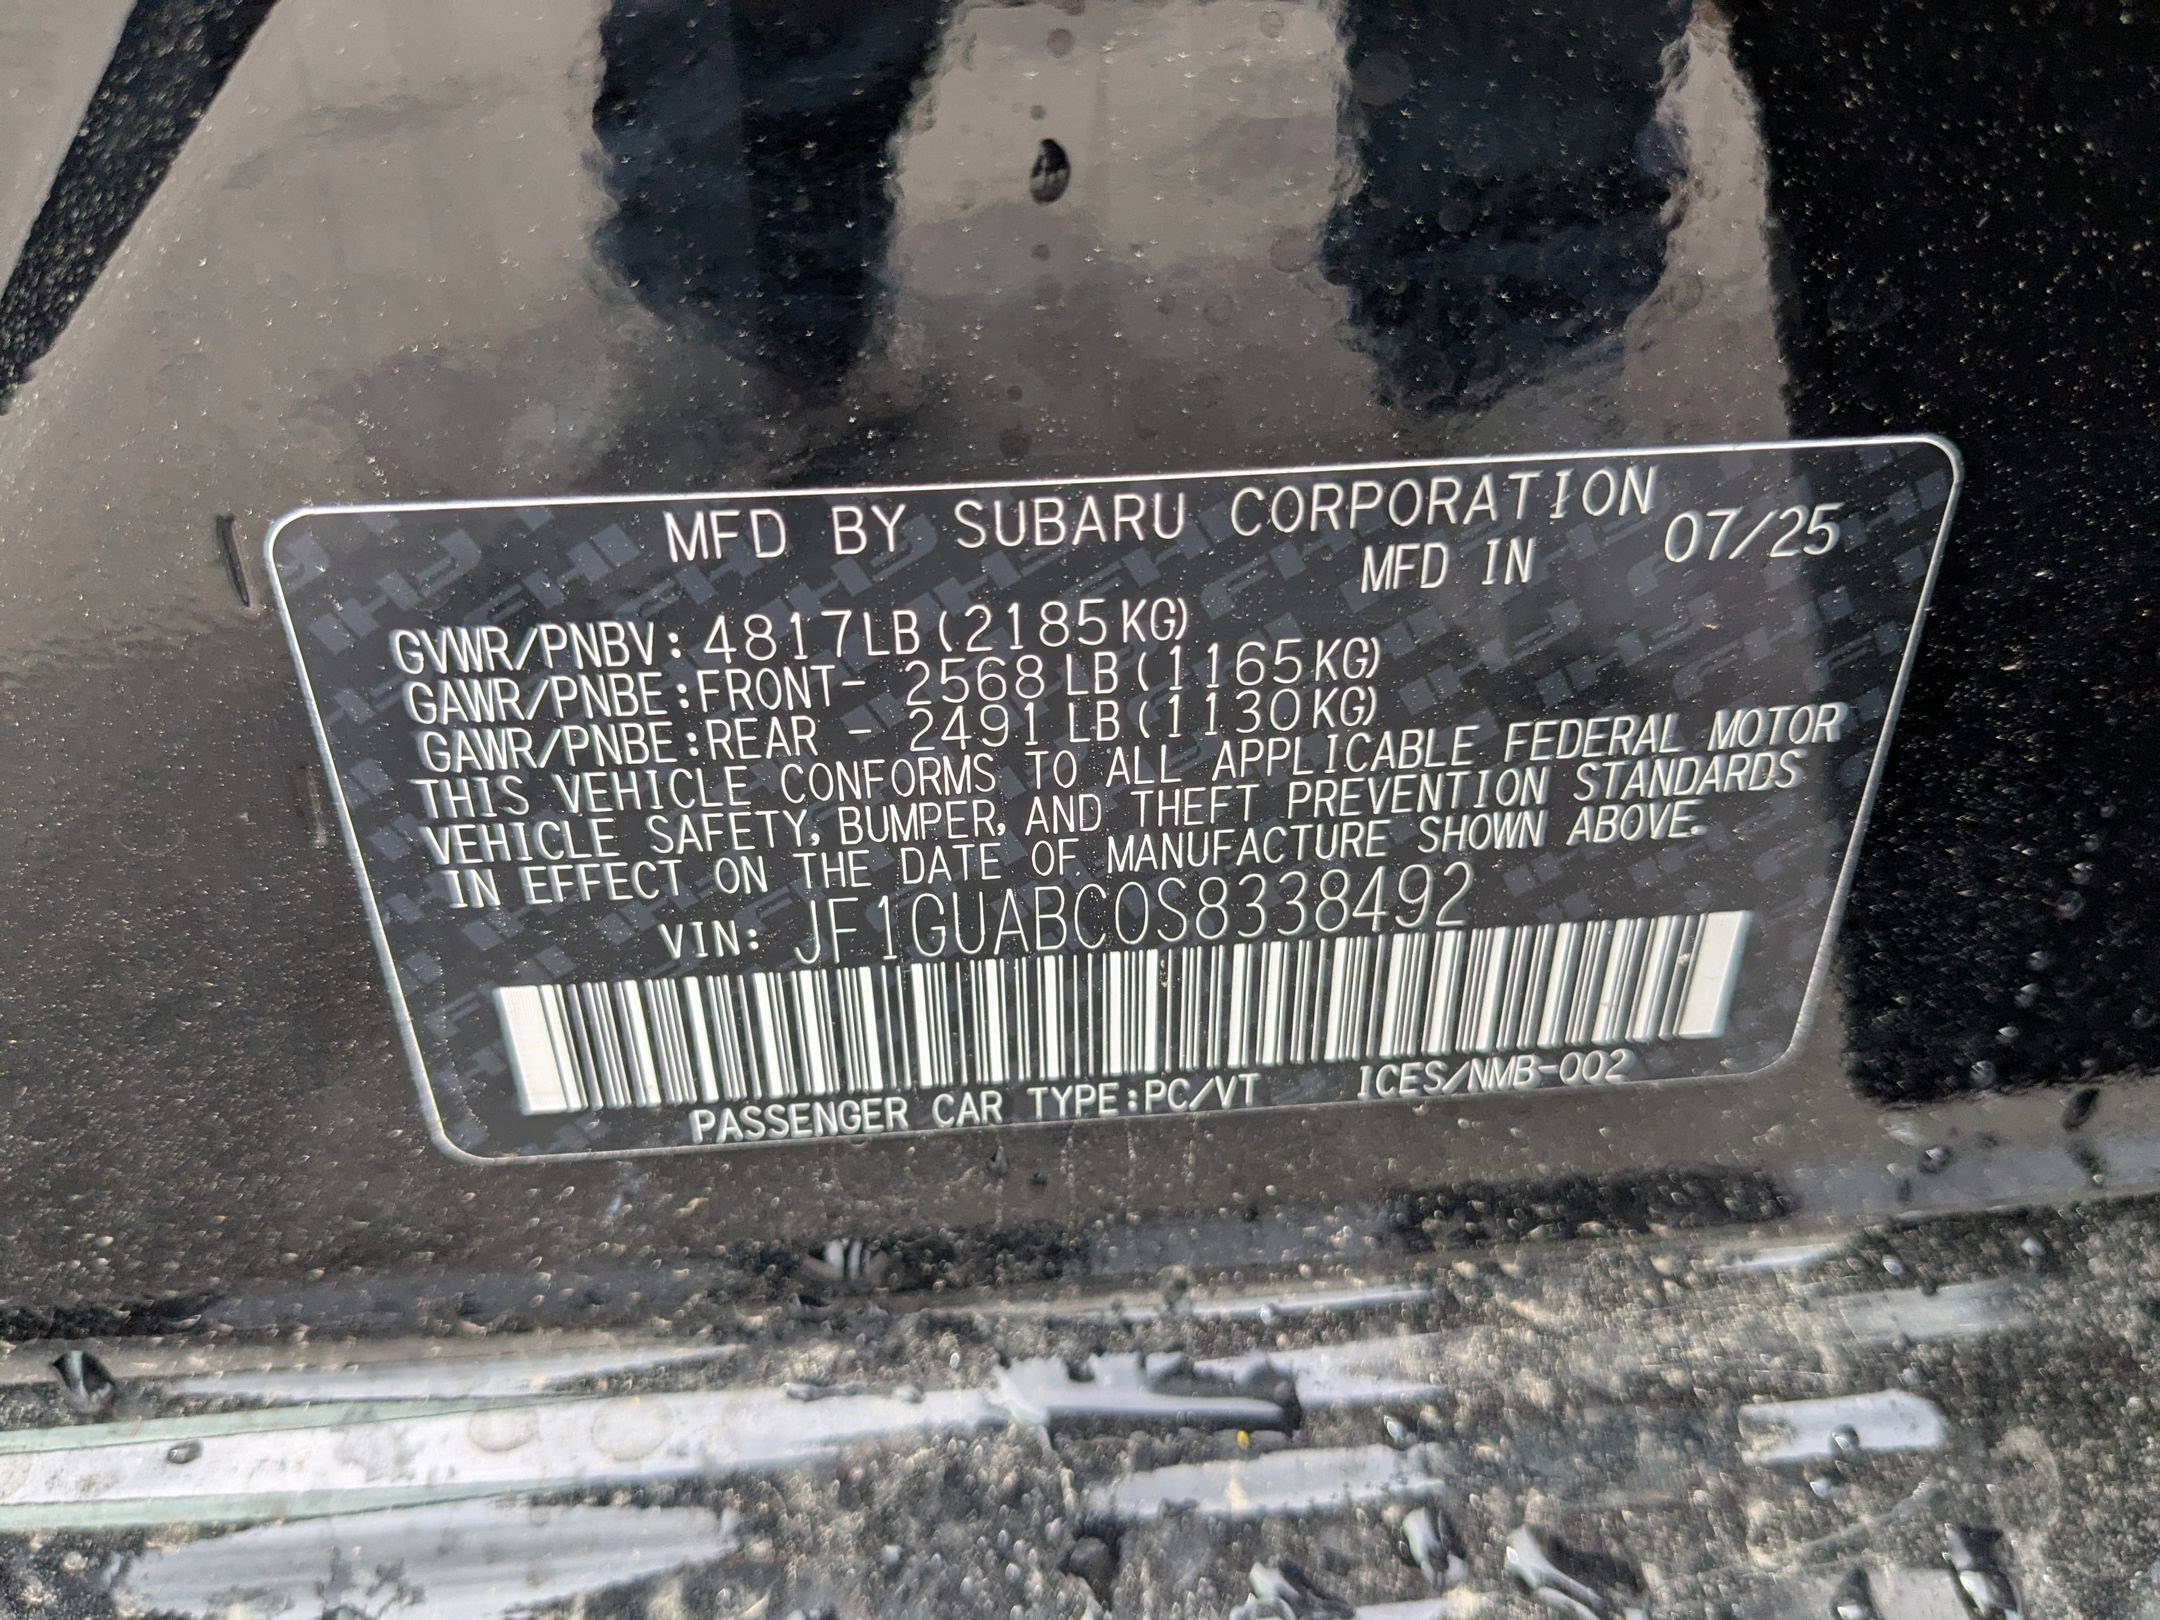 MFD BY SUBARU CORPORATION
MFD IN 07/25
GVWR/PNBV: 4817LB(2185KG)
GAWR/PNBE:FRONT- 2568LB(1165KG)
GAWR/PNBE:REAR - 2491LB(1130KG)
THIS VEHICLE CONFORMS TO ALL APPLICABLE FEDERAL MOTOR
VEHICLE SAFETY, BUMPER, AND THEFT PREVENTION STANDARDS
IN EFFECT ON THE DATE OF MANUFACTURE SHOWN ABOVE.
VIN: JF1GUABC0S8338492
PASSENGER CAR TYPE:PC/VT ICES/NMB-002